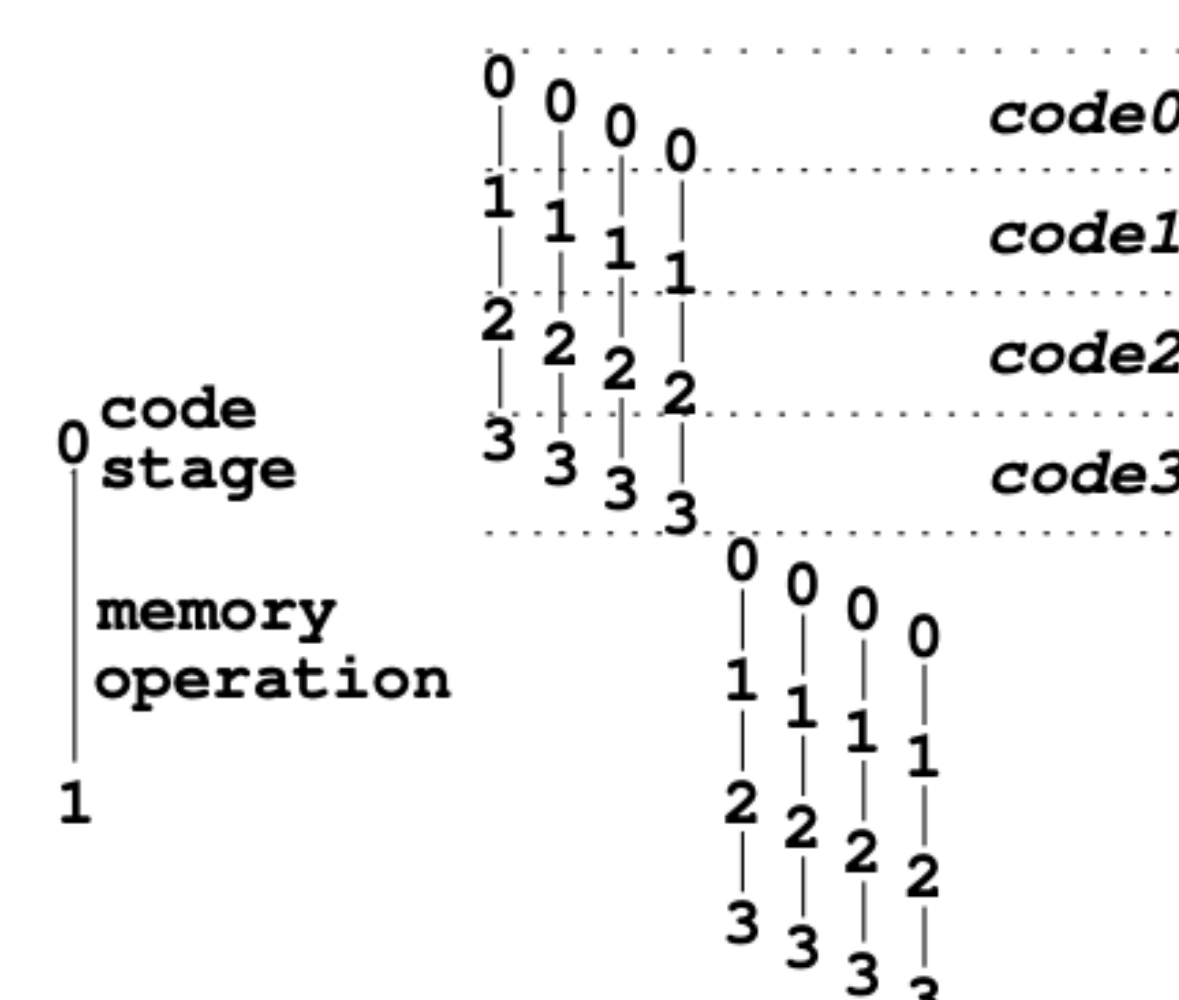 0 0 0 0 code0
1 1 1 1 code1
2 2 2 2 code2
3 3 3 3 code3
0 code
stage
memory
operation
1
0 0 0 0
1 1 1 1
2 2 2 2
3 3 3 3